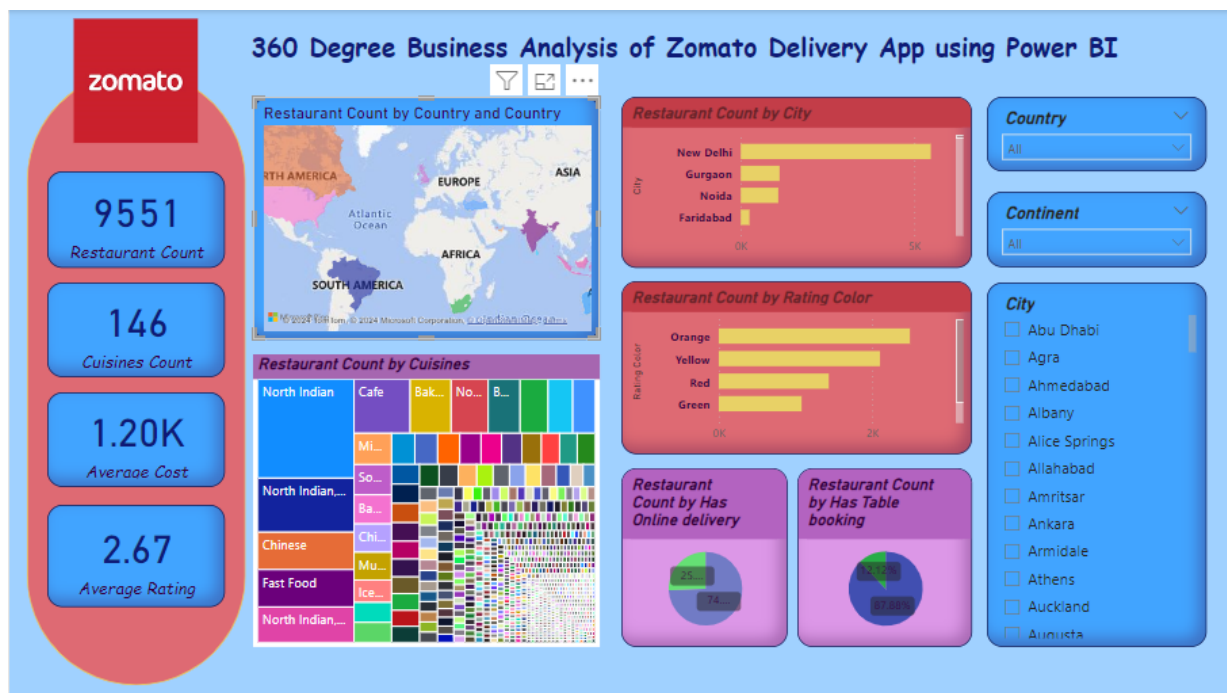 zomato
360 Degree Business Analysis of Zomato Delivery App using Power BI
9551
Restaurant Count
146
Cuisines Count
1.20K
Average Cost
2.67
Average Rating
Restaurant Count by Country and Country
RTH AMERICA
EUROPE
ASIA
Atlantic
Ocean
AFRICA
SOUTH AMERICA
© 2024 TomTom, © 2024 Microsoft Corporation,
Restaurant Count by Cuisines
North Indian
North Indian,...
Chinese
Fast Food
North Indian,...
Cafe
Bak...
No...
B...
Mi...
So...
Ba...
Chi...
Mu...
Ice...
Restaurant Count by City
City
New Delhi
Gurgaon
Noida
Faridabad
0K
5K
Restaurant Count by Rating Color
Rating Color
Orange
Yellow
Red
Green
0K
2K
Restaurant
Count by Has
Online delivery
25....
74....
Restaurant Count
by Has Table
booking
12.12%
87.88%
Country
All
Continent
All
City
Abu Dhabi
Agra
Ahmedabad
Albany
Alice Springs
Allahabad
Amritsar
Ankara
Armidale
Athens
Auckland
Augusta